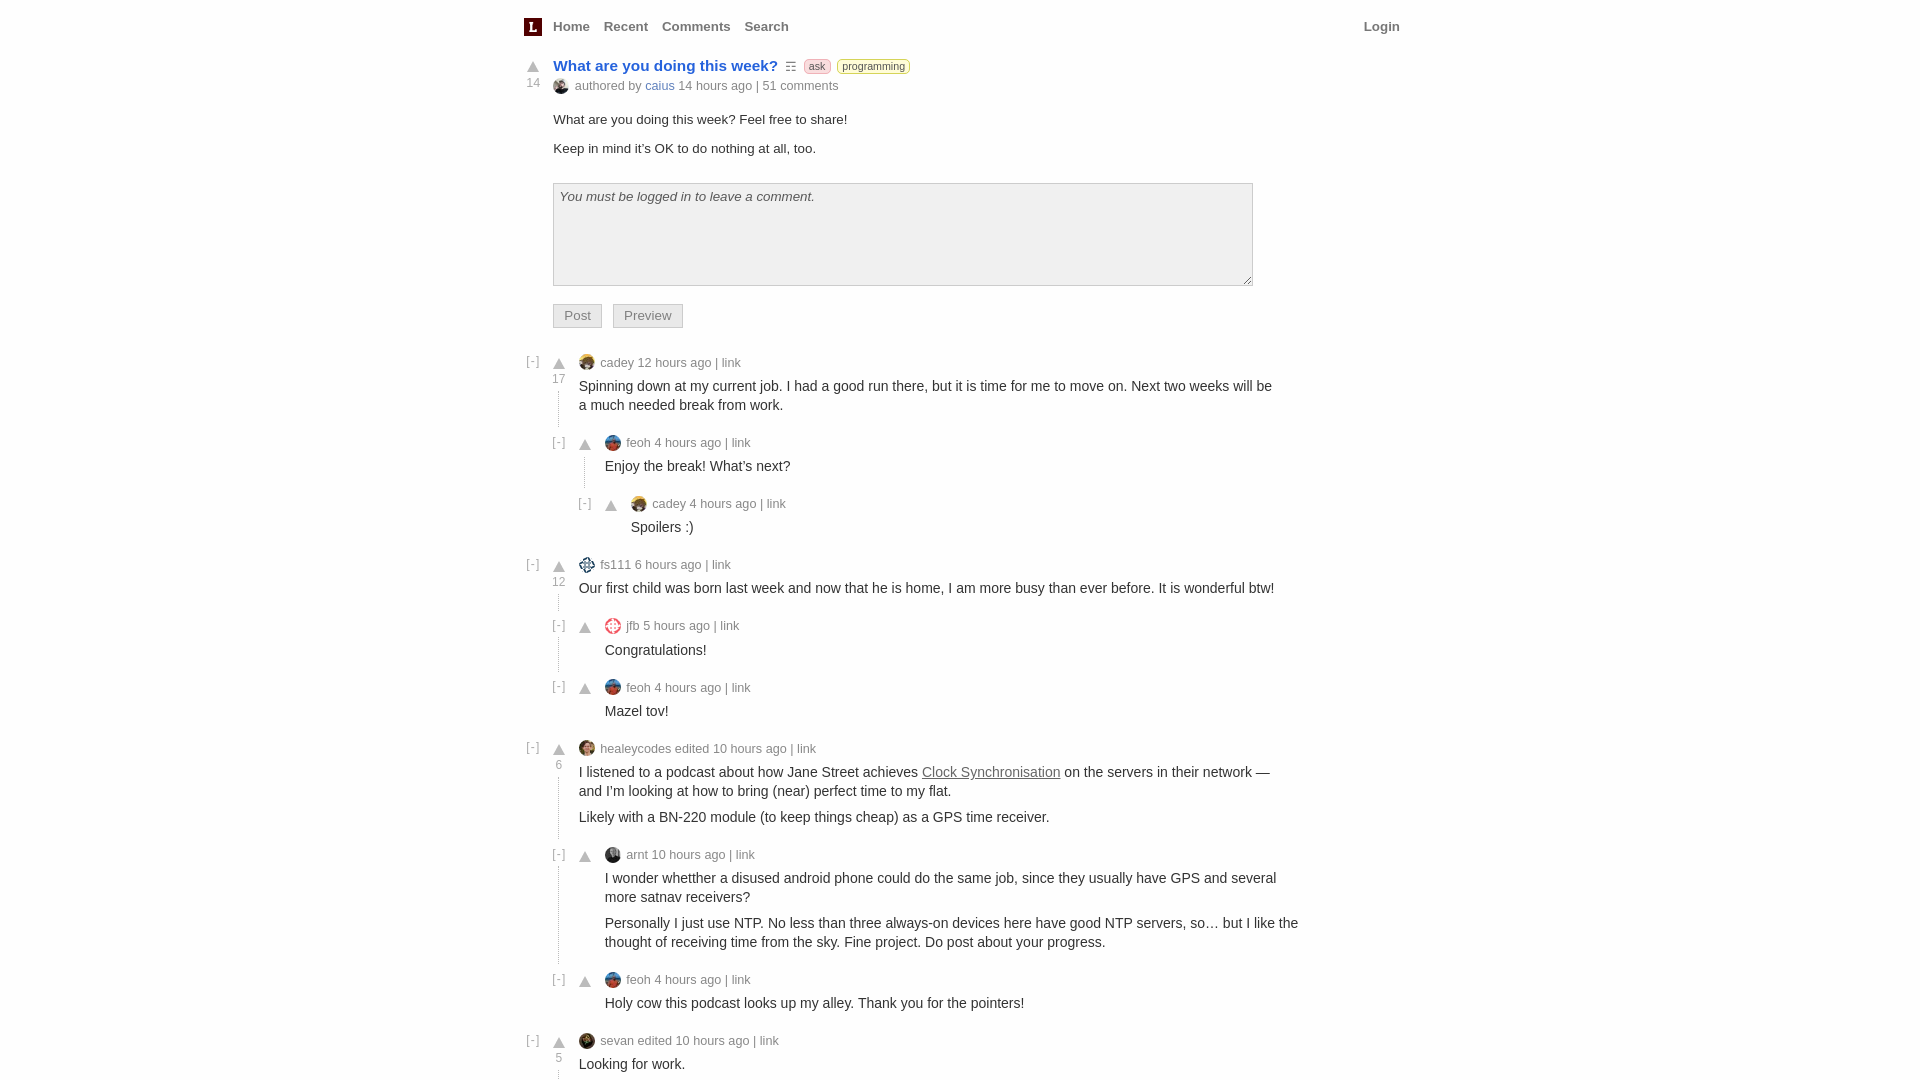 L Home Recent Comments Search Login
What are you doing this week? ☶ ask programming
14 authored by caius 14 hours ago | 51 comments
What are you doing this week? Feel free to share!
Keep in mind it’s OK to do nothing at all, too.
You must be logged in to leave a comment.
Post Preview
[-] cadey 12 hours ago | link
17
Spinning down at my current job. I had a good run there, but it is time for me to move on. Next two weeks will be
a much needed break from work.
[-] feoh 4 hours ago | link
Enjoy the break! What’s next?
[-] cadey 4 hours ago | link
Spoilers :)
[-] fs111 6 hours ago | link
12
Our first child was born last week and now that he is home, I am more busy than ever before. It is wonderful btw!
[-] jfb 5 hours ago | link
Congratulations!
[-] feoh 4 hours ago | link
Mazel tov!
[-] healeycodes edited 10 hours ago | link
6
I listened to a podcast about how Jane Street achieves Clock Synchronisation on the servers in their network —
and I’m looking at how to bring (near) perfect time to my flat.
Likely with a BN-220 module (to keep things cheap) as a GPS time receiver.
[-] arnt 10 hours ago | link
I wonder whetther a disused android phone could do the same job, since they usually have GPS and several
more satnav receivers?
Personally I just use NTP. No less than three always-on devices here have good NTP servers, so… but I like the
thought of receiving time from the sky. Fine project. Do post about your progress.
[-] feoh 4 hours ago | link
Holy cow this podcast looks up my alley. Thank you for the pointers!
[-] sevan edited 10 hours ago | link
5
Looking for work.